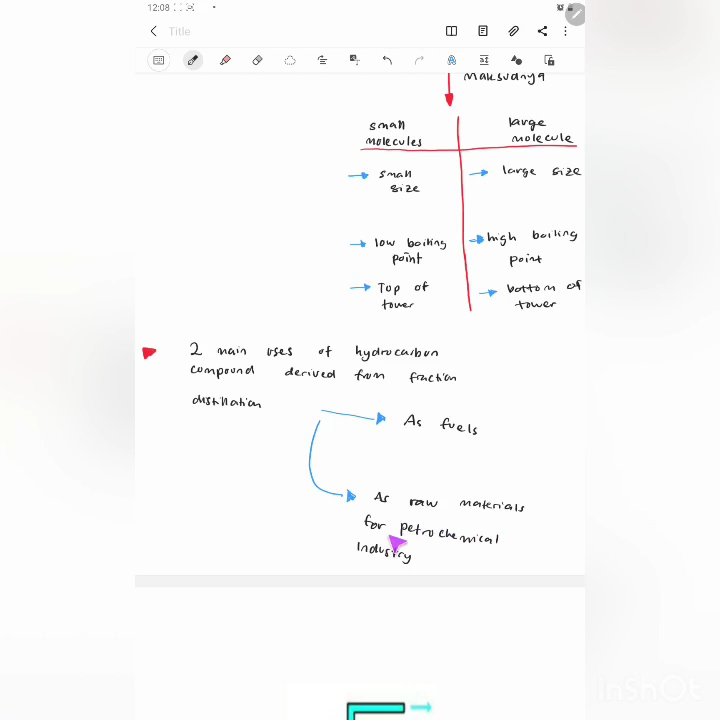 12:08
Title
Maksudnya
small
molecules
large
molecule
small
size
large size
low boiling
point
high boiling
point
Top of
tower
bottom of
tower
2 main uses of hydrocarbon
compound derived from fraction
distillation
As fuels
As raw materials
for petrochemical
Industry
InShot